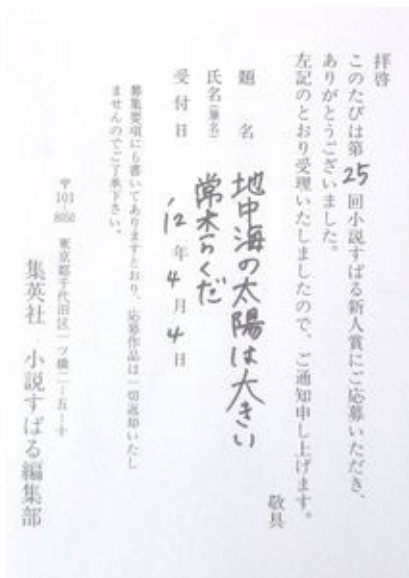 拝啓
このたびは第25回小説すばる新人賞にご応募いただき、
ありがとうございました。
左記のとおり受理いたしましたので、ご通知申し上げます。
敬具
題名 地中海の太陽は大きい
氏名(筆名) 常木らくだ
受付日 '12年4月4日
募集要項にも書いてありますとおり、応募作品は一切返却いたし
ませんのでご了承下さい。
〒101-8050 東京都千代田区一ツ橋二ー五ー十
集英社 小説すばる編集部